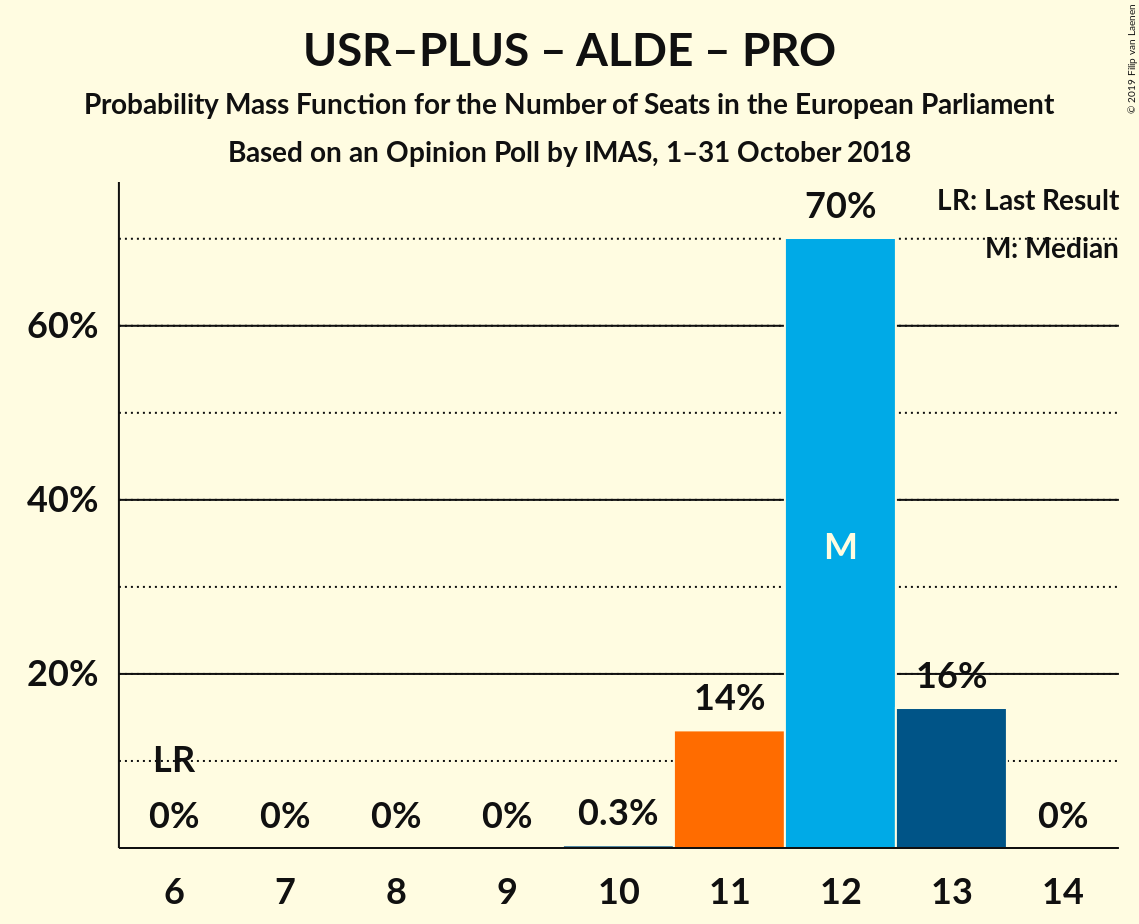 USR–PLUS – ALDE – PRO
Probability Mass Function for the Number of Seats in the European Parliament
Based on an Opinion Poll by IMAS, 1–31 October 2018
© 2019 Filip van Laenen
LR: Last Result
M: Median
70%
60%
40%
M
20%
16%
14%
LR
0%
0%
0%
0%
0.3%
0%
6
7
8
9
10
11
12
13
14